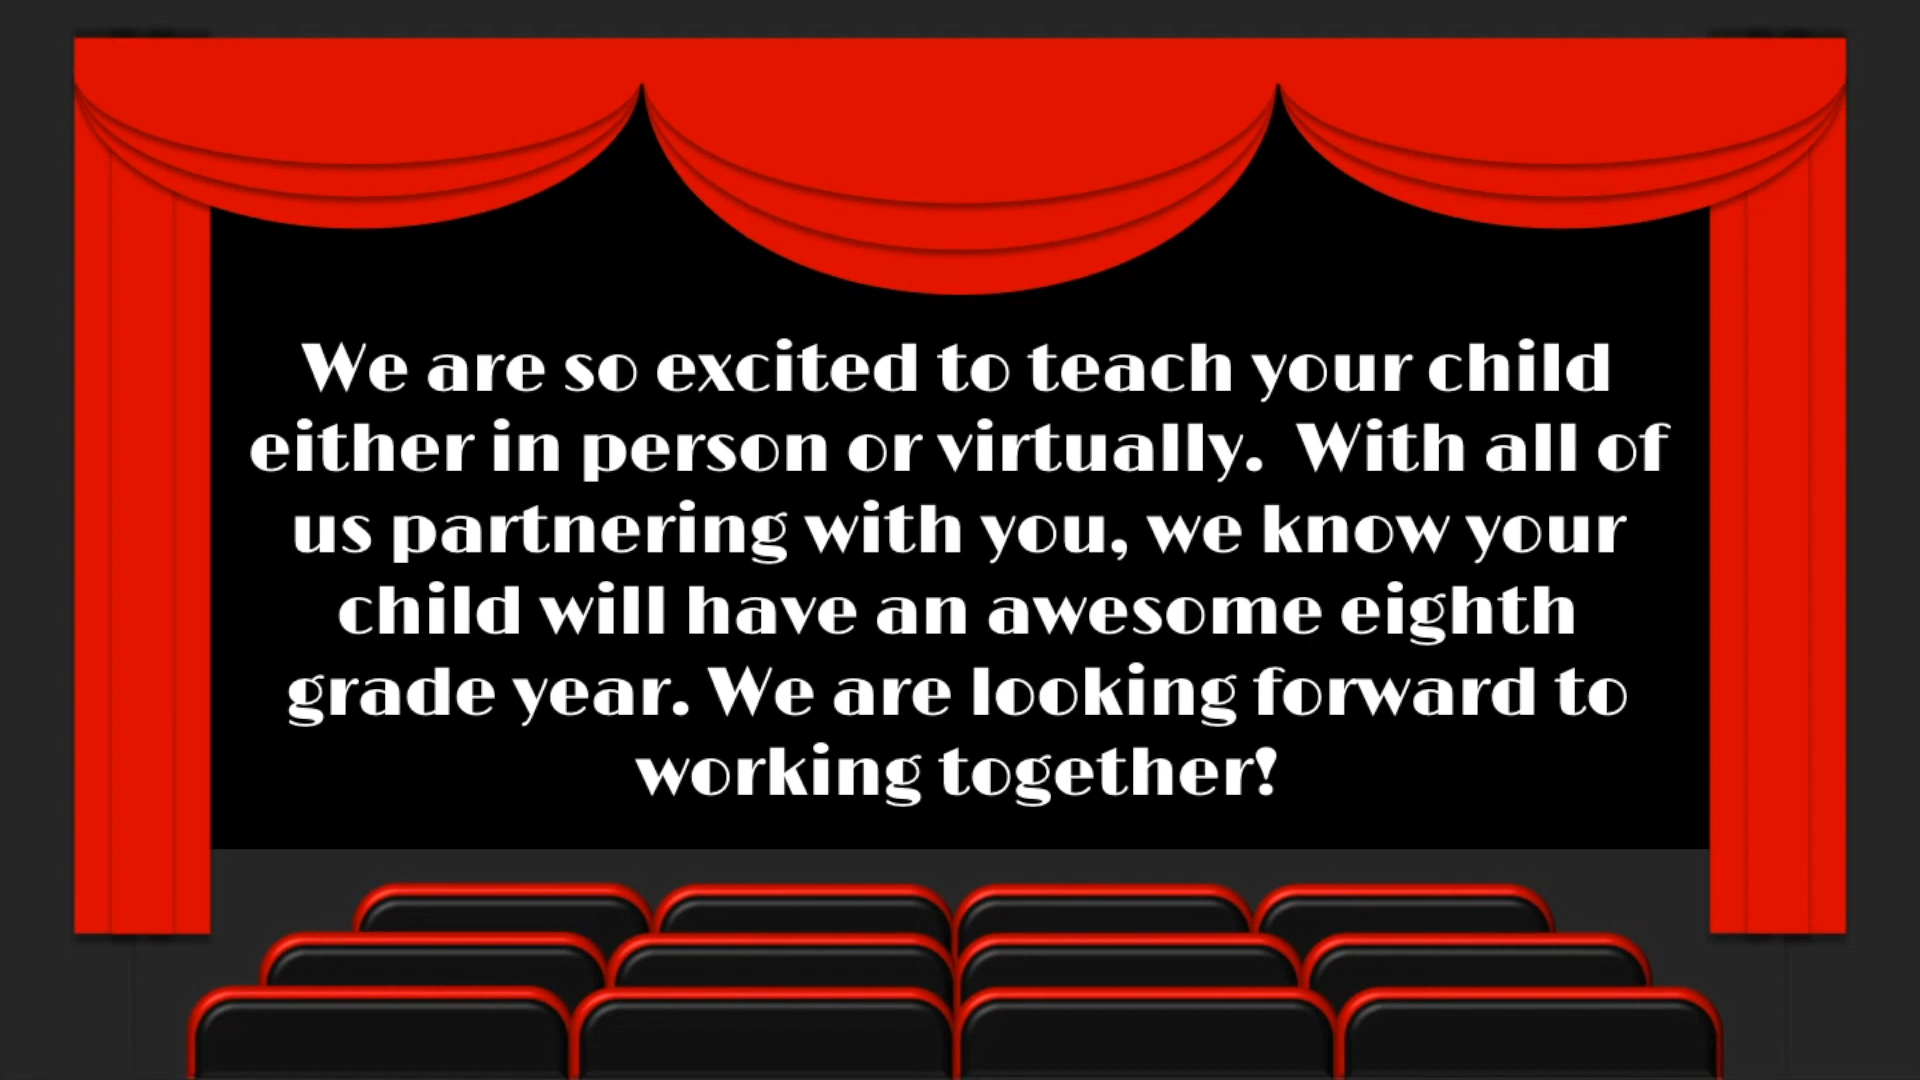 We are so excited to teach your child
either in person or virtually.  With all of
us partnering with you, we know your
child will have an awesome eighth
grade year. We are looking forward to
working together!